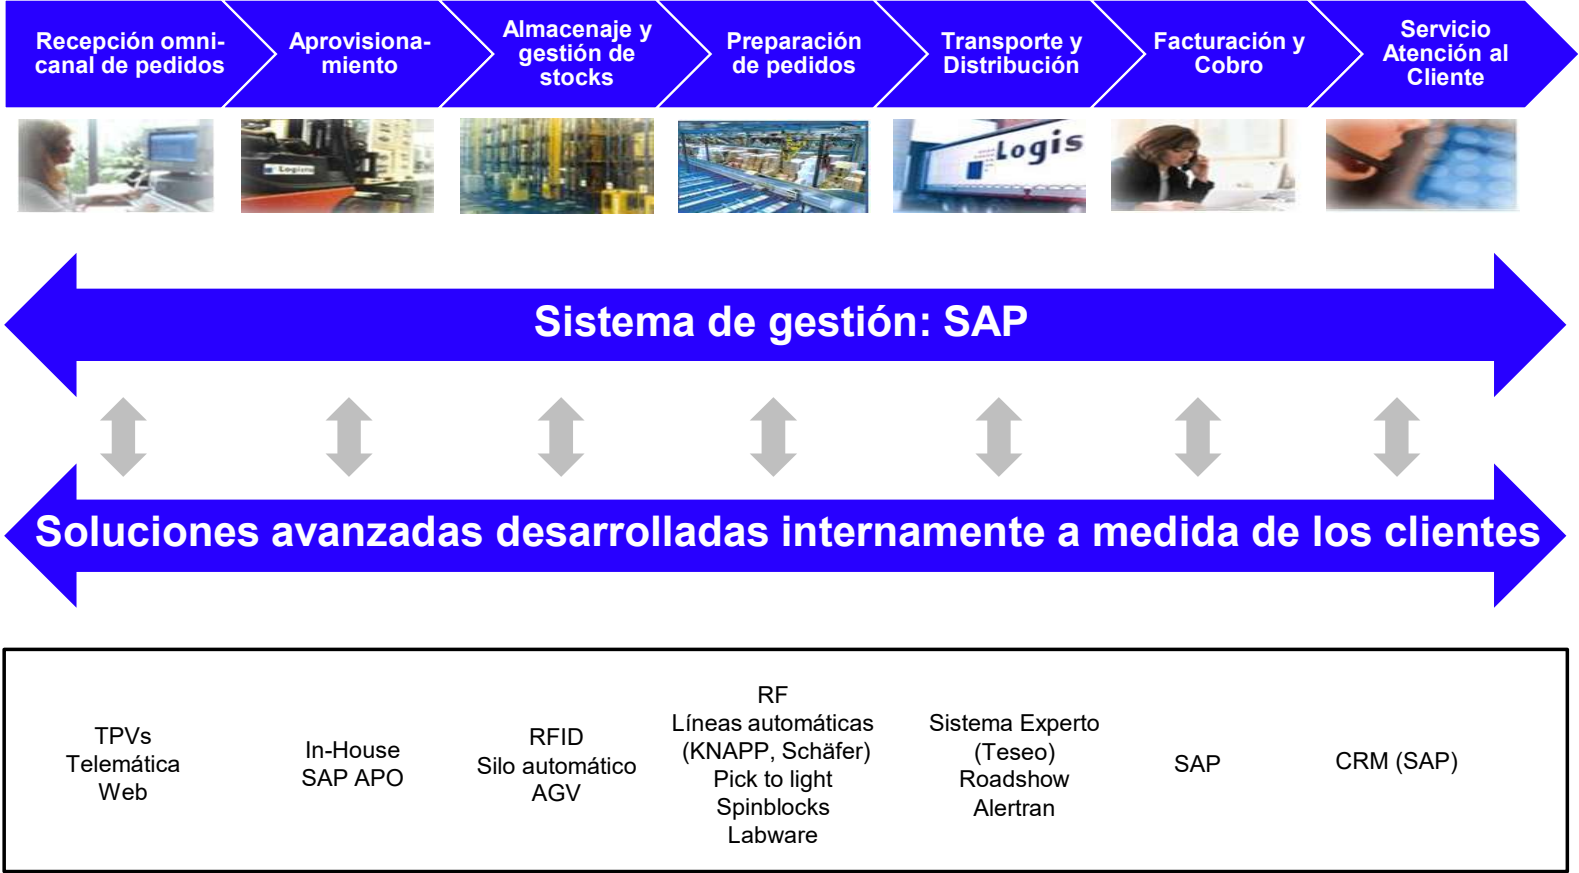 Recepción omni-
canal de pedidos
Aprovisiona-
miento
Almacenaje y
gestión de
stocks
Preparación
de pedidos
Transporte y
Distribución
Facturación y
Cobro
Servicio
Atención al
Cliente
Logis
Sistema de gestión: SAP
Soluciones avanzadas desarrolladas internamente a medida de los clientes
TPVs
Telemática
Web
In-House
SAP APO
RFID
Silo automático
AGV
RF
Líneas automáticas
(KNAPP, Schäfer)
Pick to light
Spinblocks
Labware
Sistema Experto
(Teseo)
Roadshow
Alertran
SAP
CRM (SAP)